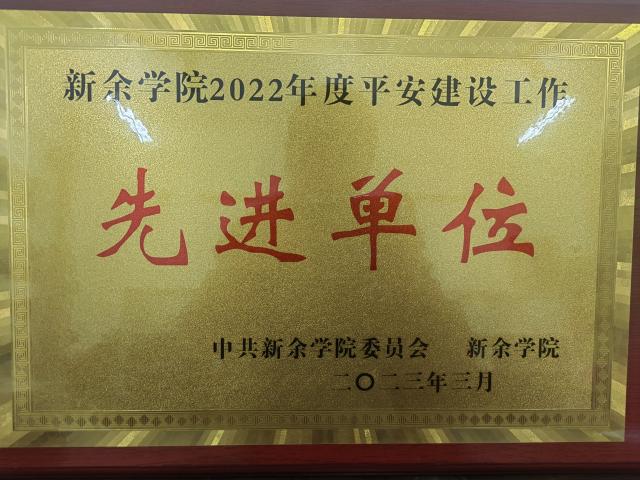 新余学院2022年度平安建设工作
先进单位
中共新余学院委员会 新余学院
二〇二三年三月